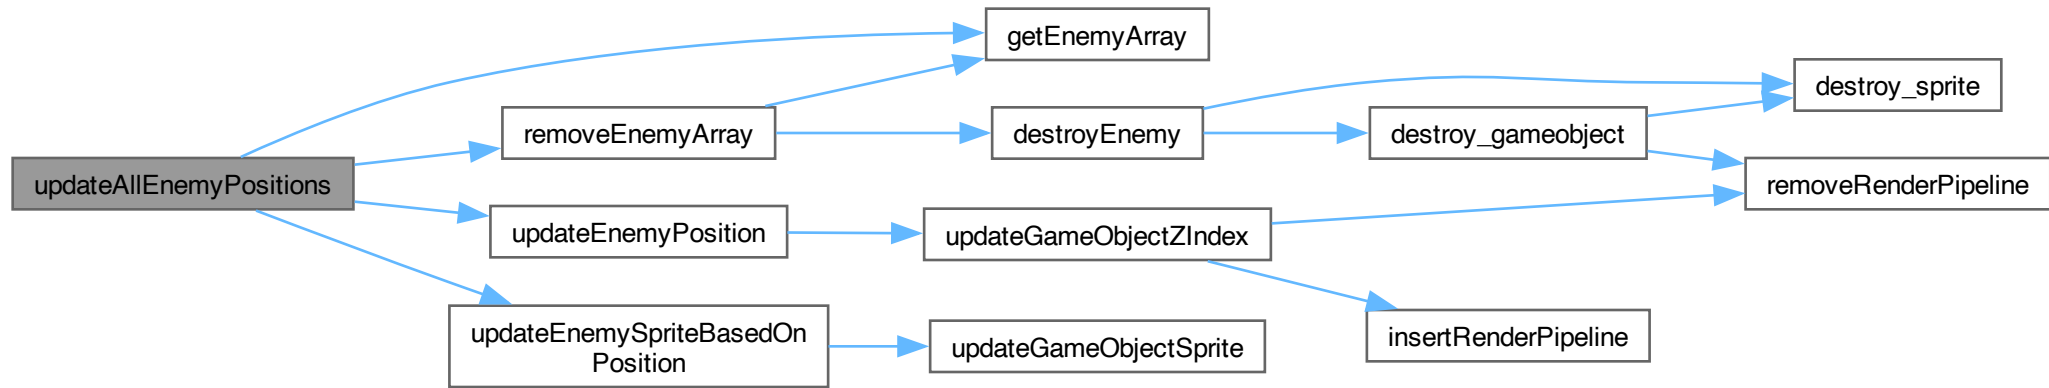 updateAllEnemyPositions
getEnemyArray
removeEnemyArray
destroyEnemy
destroy_gameobject
destroy_sprite
removeRenderPipeline
updateEnemyPosition
updateGameObjectZIndex
insertRenderPipeline
updateEnemySpriteBasedOn
Position
updateGameObjectSprite